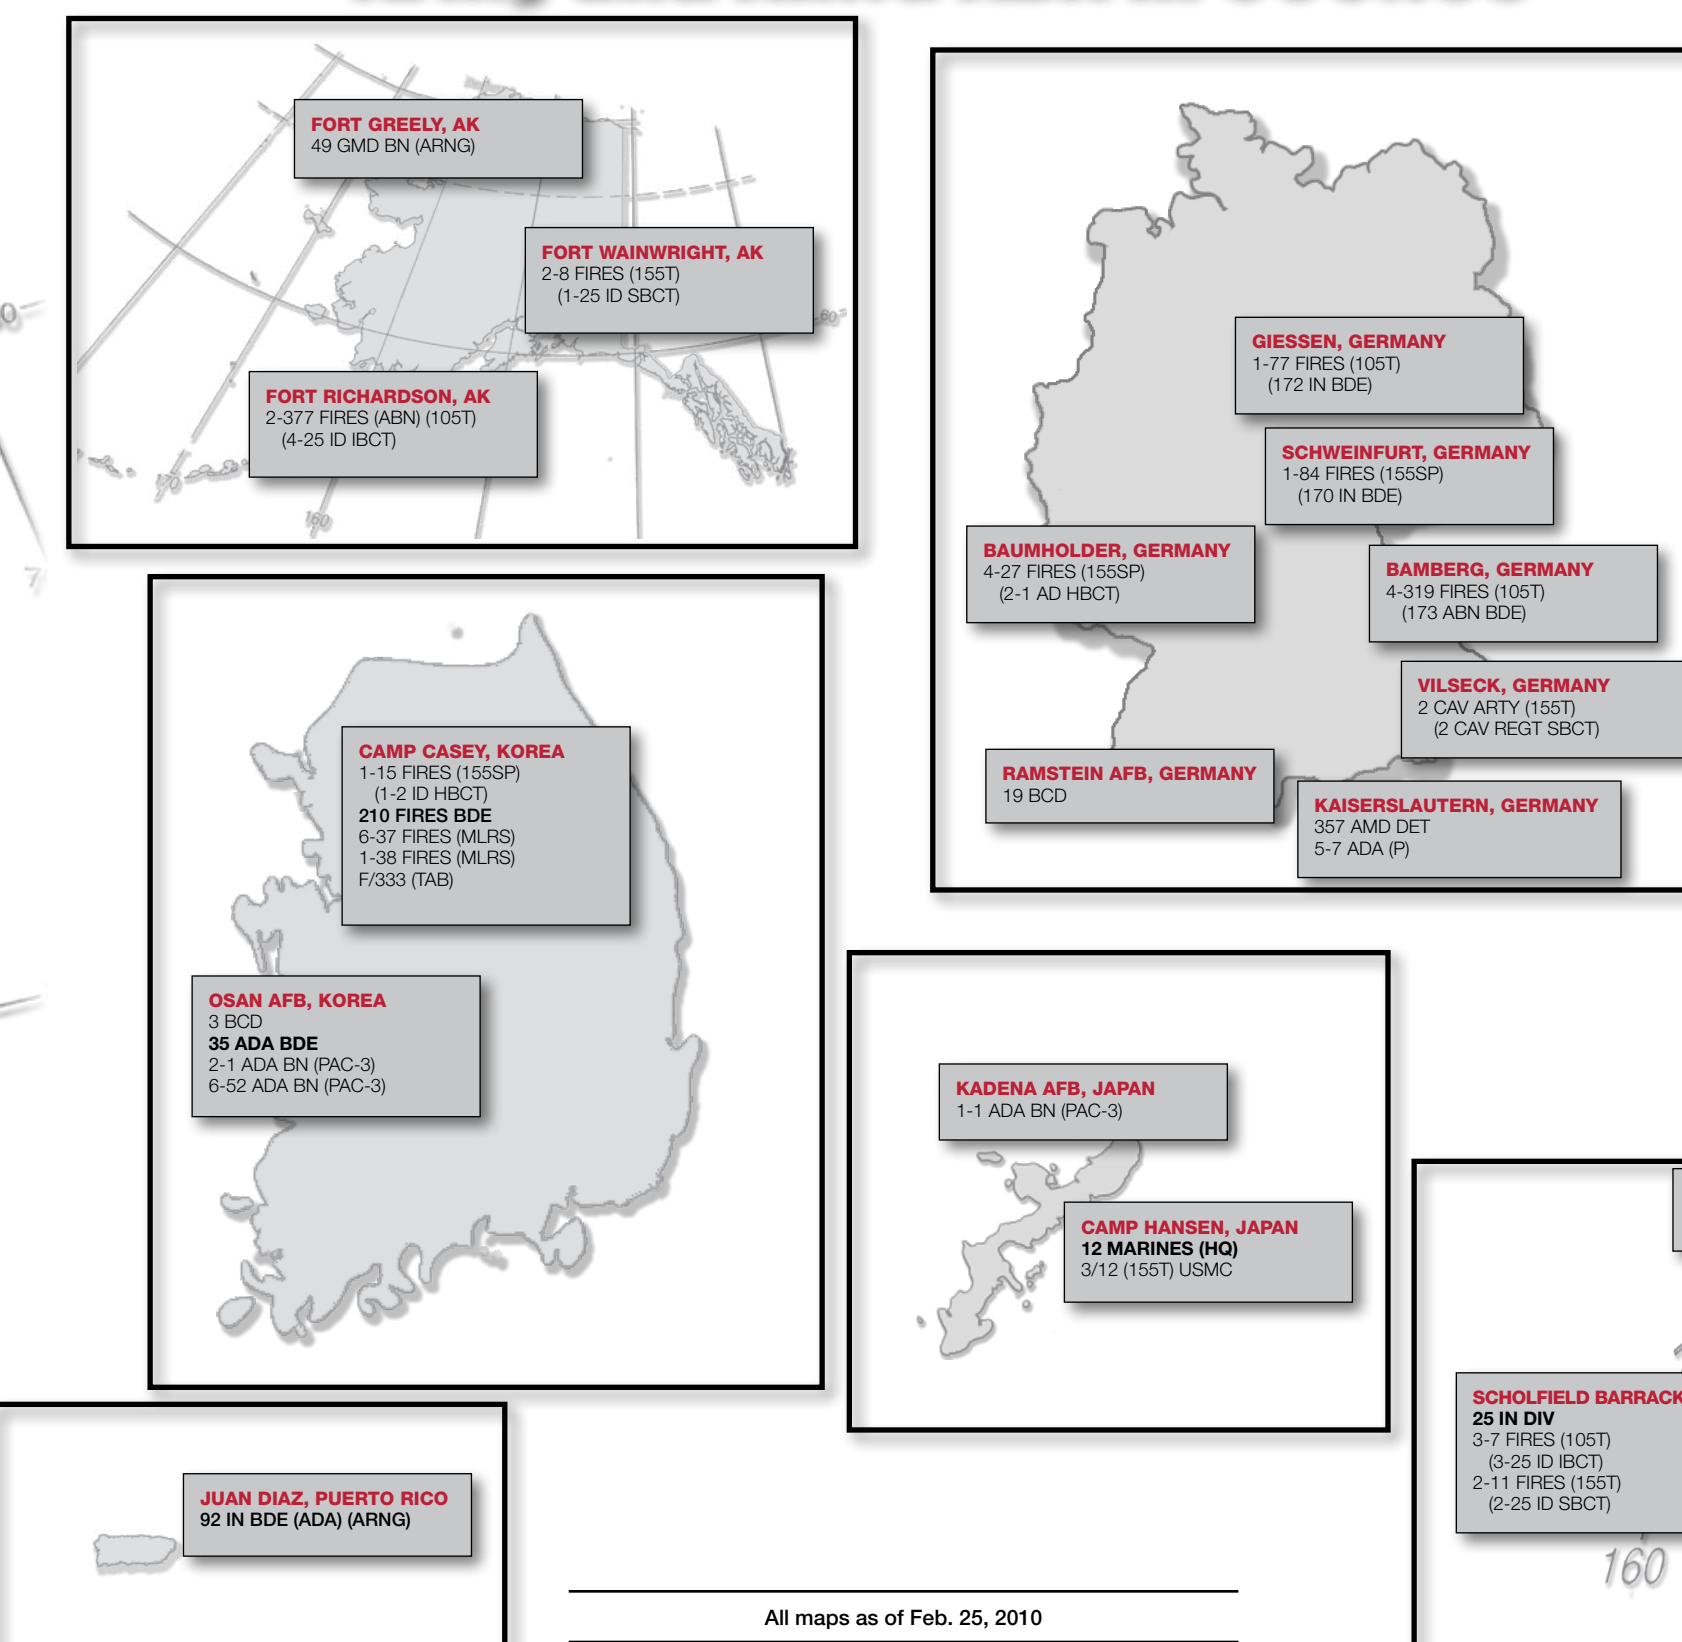 FORT GREELY, AK
49 GMD BN (ARNG)
FORT WAINWRIGHT, AK
2-8 FIRES (155T)
(1-25 ID SBCT)
60
FORT RICHARDSON, AK
2-377 FIRES (ABN) (105T)
(4-25 ID IBCT)
170
160
GIESSEN, GERMANY
1-77 FIRES (105T)
(172 IN BDE)
SCHWEINFURT, GERMANY
1-84 FIRES (155SP)
(170 IN BDE)
BAUMHOLDER, GERMANY
4-27 FIRES (155SP)
(2-1 AD HBCT)
BAMBERG, GERMANY
4-319 FIRES (105T)
(173 ABN BDE)
VILSECK, GERMANY
2 CAV ARTY (155T)
(2 CAV REGT SBCT)
RAMSTEIN AFB, GERMANY
19 BCD
KAISERSLAUTERN, GERMANY
357 AMD DET
5-7 ADA (P)
CAMP CASEY, KOREA
1-15 FIRES (155SP)
(1-2 ID HBCT)
210 FIRES BDE
6-37 FIRES (MLRS)
1-38 FIRES (MLRS)
F/333 (TAB)
OSAN AFB, KOREA
3 BCD
35 ADA BDE
2-1 ADA BN (PAC-3)
6-52 ADA BN (PAC-3)
KADENA AFB, JAPAN
1-1 ADA BN (PAC-3)
CAMP HANSEN, JAPAN
12 MARINES (HQ)
3/12 (155T) USMC
SCHOLFIELD BARRACK
25 IN DIV
3-7 FIRES (105T)
(3-25 ID IBCT)
2-11 FIRES (155T)
(2-25 ID SBCT)
160
JUAN DIAZ, PUERTO RICO
92 IN BDE (ADA) (ARNG)
All maps as of Feb. 25, 2010